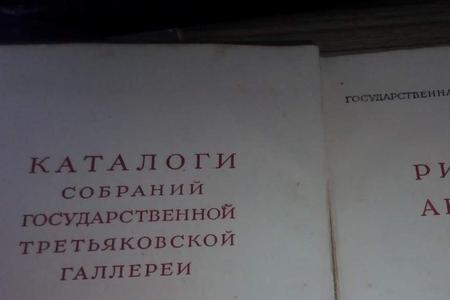 КАТАЛОГИ
СОБРАНИЙ
ГОСУДАРСТВЕННОЙ
ТРЕТЬЯКОВСКОЙ
ГАЛЛЕРЕИ